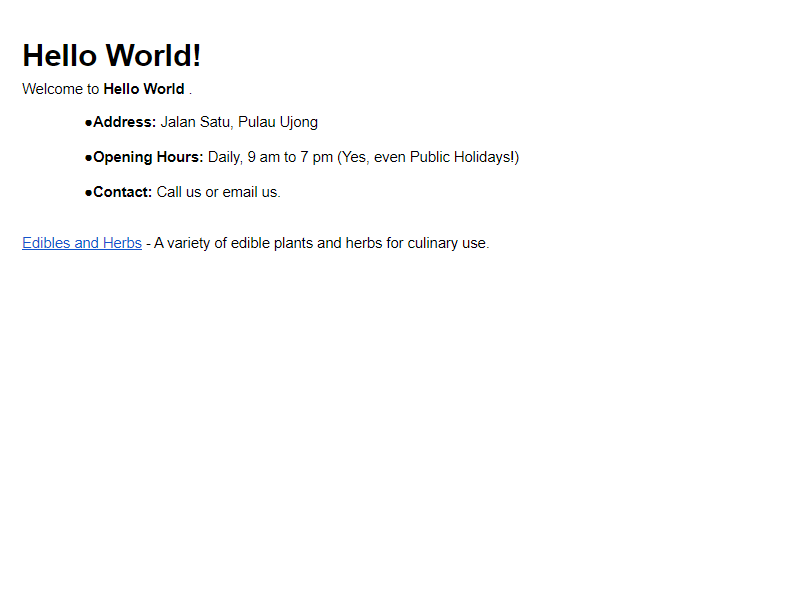 Hello World!
Welcome to Hello World .
●Address: Jalan Satu, Pulau Ujong
●Opening Hours: Daily, 9 am to 7 pm (Yes, even Public Holidays!)
●Contact: Call us or email us.
Edibles and Herbs - A variety of edible plants and herbs for culinary use.